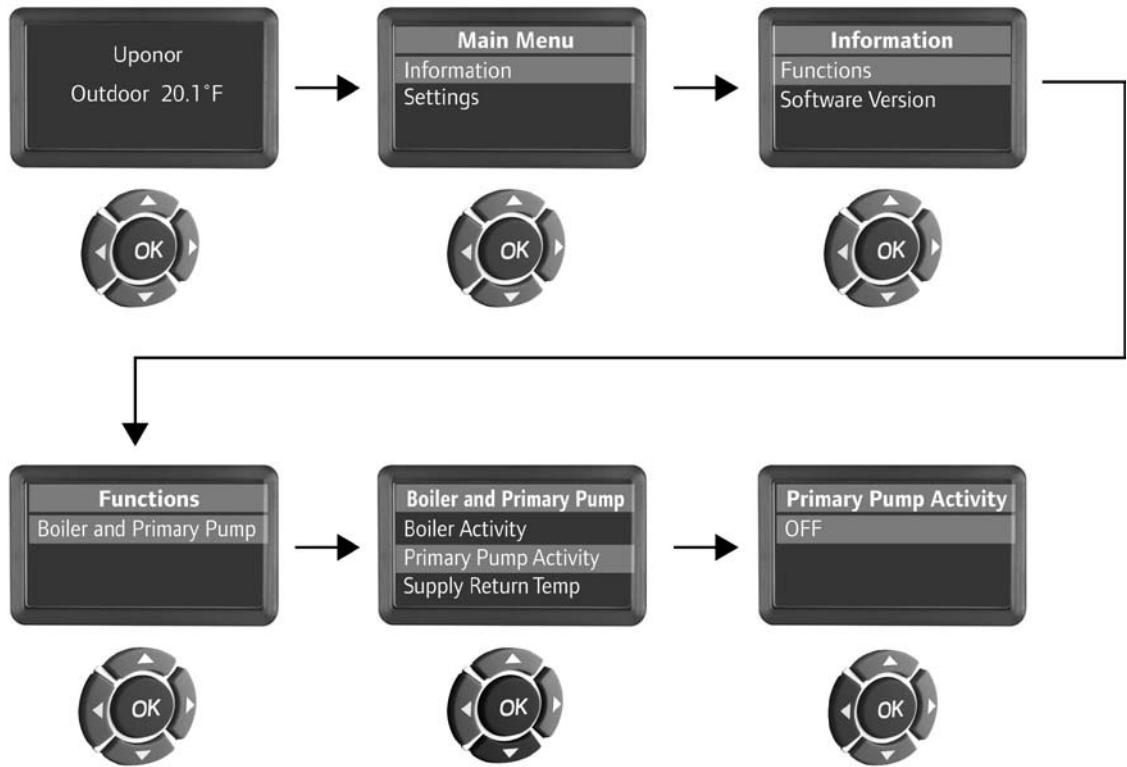 Uponor
Outdoor 20.1°F
Main Menu
Information
Settings
Information
Functions
Software Version
OK
OK
OK
Functions
Boiler and Primary Pump
Boiler and Primary Pump
Boiler Activity
Primary Pump Activity
Supply Return Temp
Primary Pump Activity
OFF
OK
OK
OK